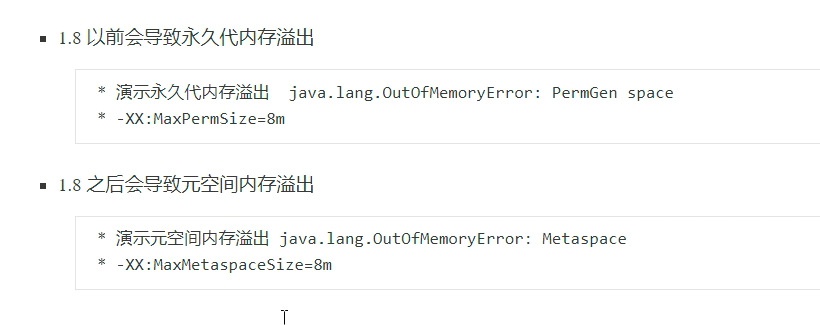 ▪ 1.8 以前会导致永久代内存溢出
* 演示永久代内存溢出 java.lang.OutOfMemoryError: PermGen space
* -XX:MaxPermSize=8m
▪ 1.8 之后会导致元空间内存溢出
* 演示元空间内存溢出 java.lang.OutOfMemoryError: Metaspace
* -XX:MaxMetaspaceSize=8m